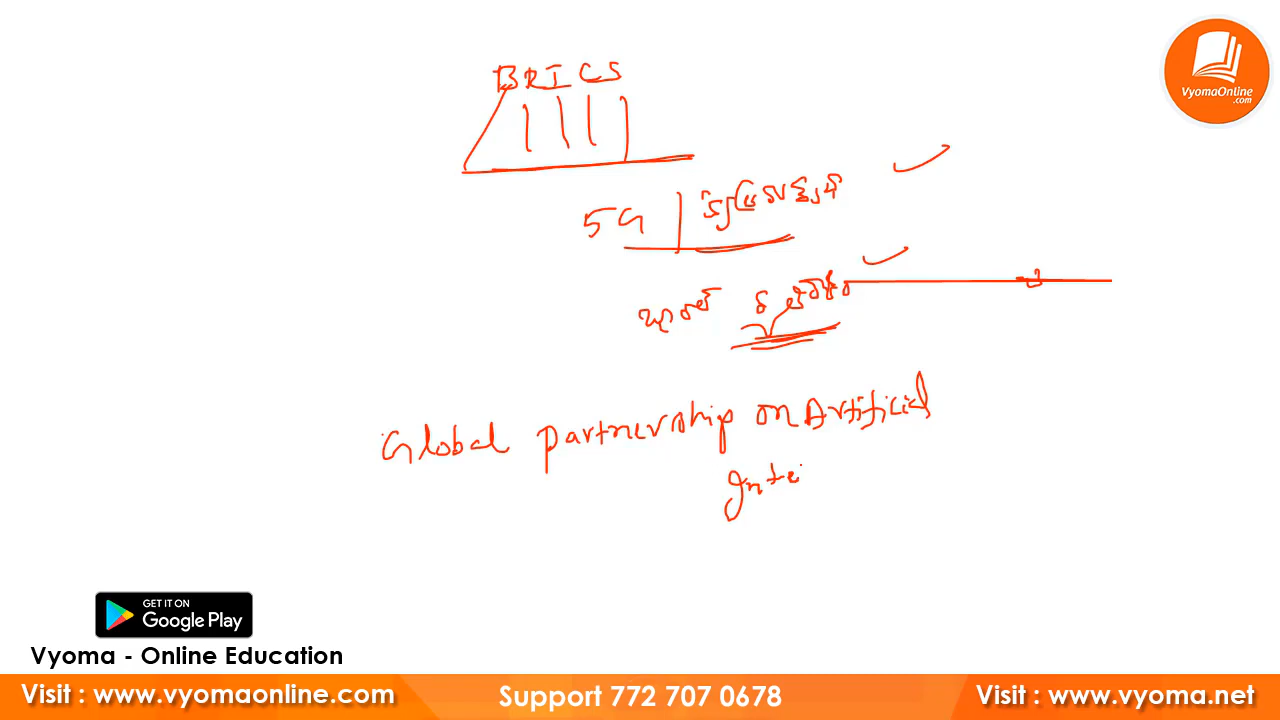 BRICS
VyomaOnline
.com
5G
Global partnership on Artificial
Inte
GET IT ON
Google Play
Vyoma - Online Education
Visit : www.vyomaonline.com
Support 772 707 0678
Visit : www.vyoma.net